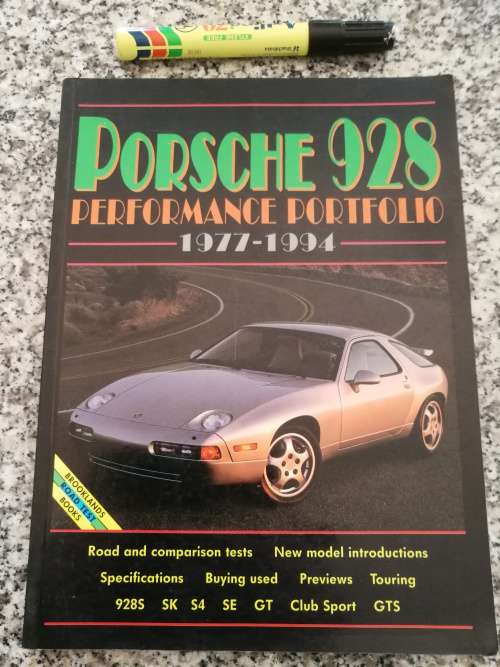 PORSCHE 928
PERFORMANCE PORTFOLIO
1977-1994
BROOKLANDS
ROAD TEST
BOOKS
Road and comparison tests New model introductions
Specifications Buying used Previews Touring
928S SK S4 SE GT Club Sport GTS